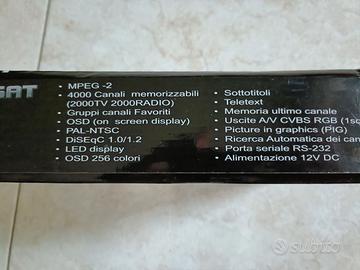 SAT
• MPEG -2
• 4000 Canali memorizzabili
(2000TV 2000RADIO)
• Gruppi canali Favoriti
• OSD (on screen display)
• PAL-NTSC
• DiSEqC 1.0/1.2
• LED display
• OSD 256 colori
• Sottotitoli
• Teletext
• Memoria ultimo canale
• Uscite A/V CVBS RGB (1sc
• Picture in graphics (PIG)
• Ricerca Automatica dei can
• Porta seriale RS-232
• Alimentazione 12V DC
subito